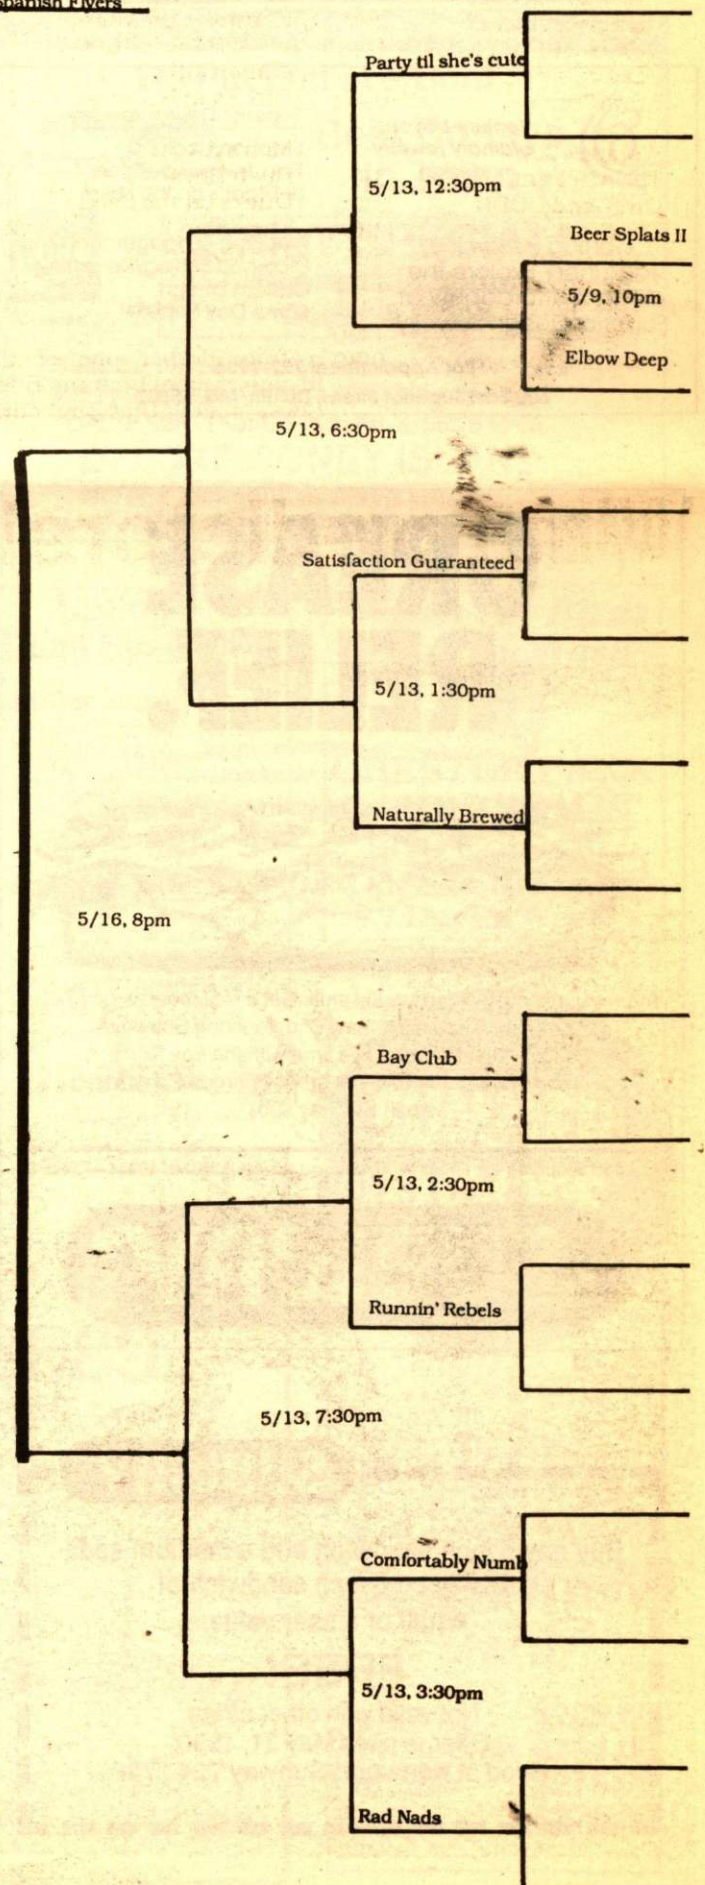 Spanish Flyers
Party til she's cute
5/13, 12:30pm
Beer Splats II
5/9, 10pm
Elbow Deep
5/13, 6:30pm
Satisfaction Guaranteed
5/13, 1:30pm
Naturally Brewed
5/16, 8pm
Bay Club
5/13, 2:30pm
Runnin' Rebels
5/13, 7:30pm
Comfortably Numb
5/13, 3:30pm
Rad Nads